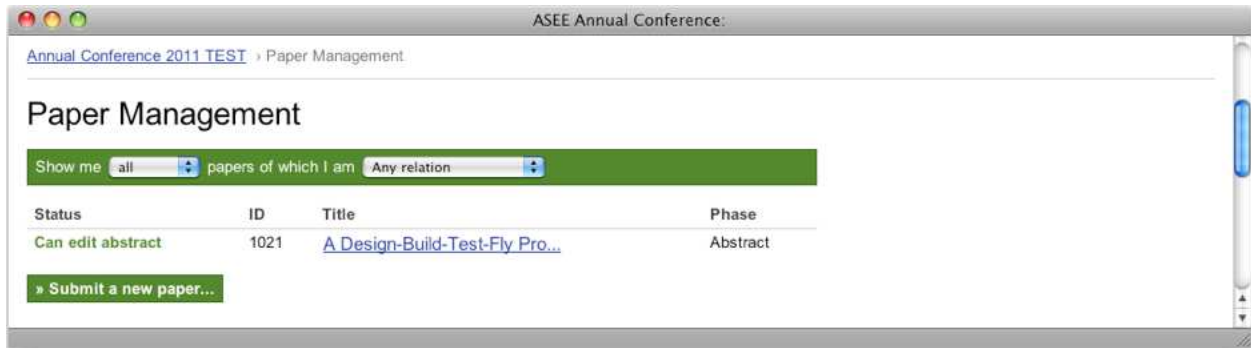 ASEE Annual Conference:
Annual Conference 2011 TEST › Paper Management
Paper Management
Show me all papers of which I am Any relation
Status ID Title Phase
Can edit abstract 1021 A Design-Build-Test-Fly Pro... Abstract
» Submit a new paper...